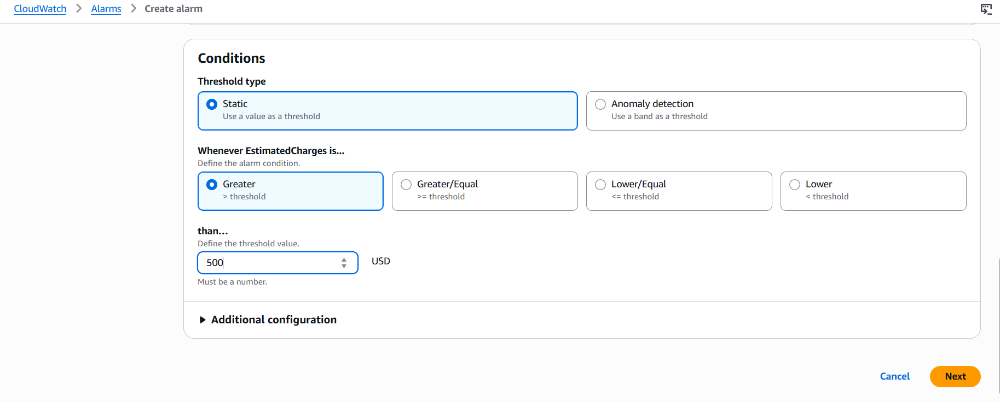 CloudWatch > Alarms > Create alarm
Conditions
Threshold type
Static
Use a value as a threshold
Anomaly detection
Use a band as a threshold
Whenever EstimatedCharges is...
Define the alarm condition.
Greater
> threshold
Greater/Equal
>= threshold
Lower/Equal
<= threshold
Lower
< threshold
than...
Define the threshold value.
500
USD
Must be a number.
Additional configuration
Cancel
Next